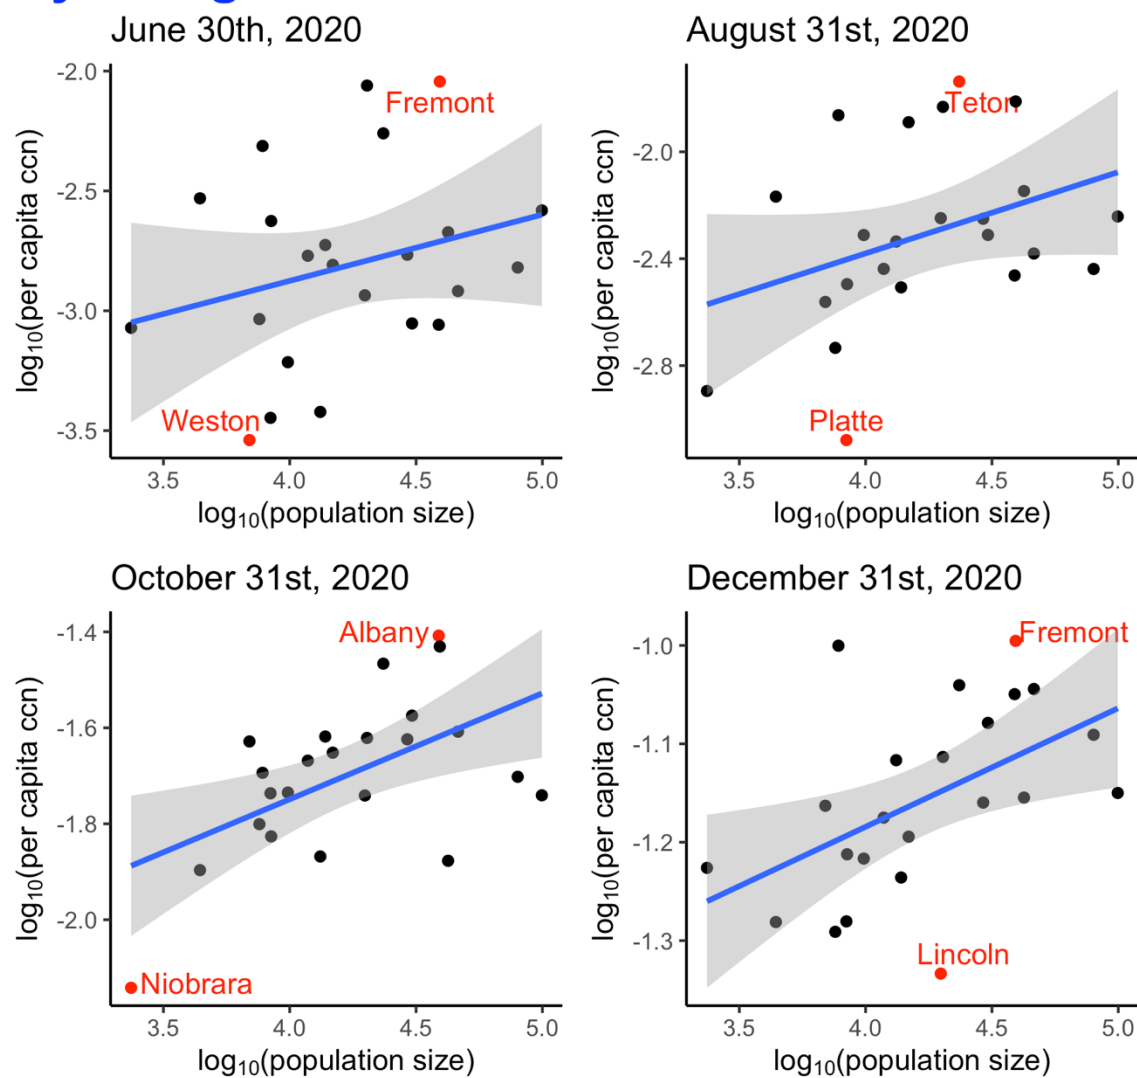 June 30th, 2020
-2.0
-2.5
-3.0
-3.5
log10(per capita ccn)
Fremont
Weston
3.5 4.0 4.5 5.0
log10(population size)
August 31st, 2020
-2.0
-2.4
-2.8
log10(per capita ccn)
Teton
Platte
3.5 4.0 4.5 5.0
log10(population size)
October 31st, 2020
-1.4
-1.6
-1.8
-2.0
log10(per capita ccn)
Albany
Niobrara
3.5 4.0 4.5 5.0
log10(population size)
December 31st, 2020
-1.0
-1.1
-1.2
-1.3
log10(per capita ccn)
Fremont
Lincoln
3.5 4.0 4.5 5.0
log10(population size)